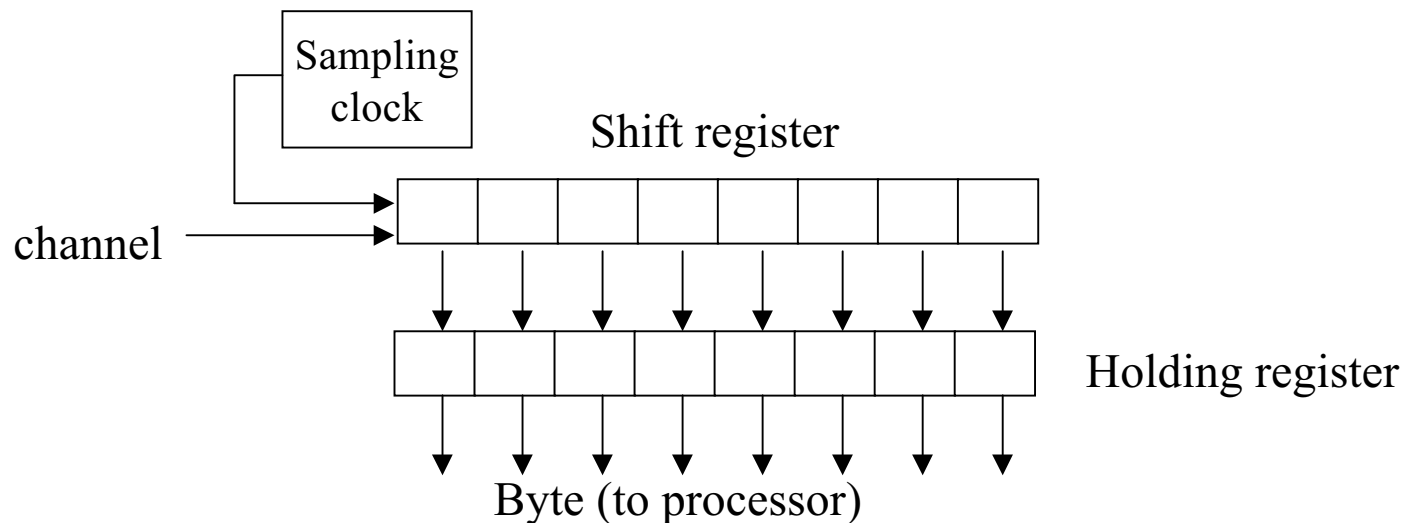 Sampling
clock
Shift register
channel
Holding register
Byte (to processor)